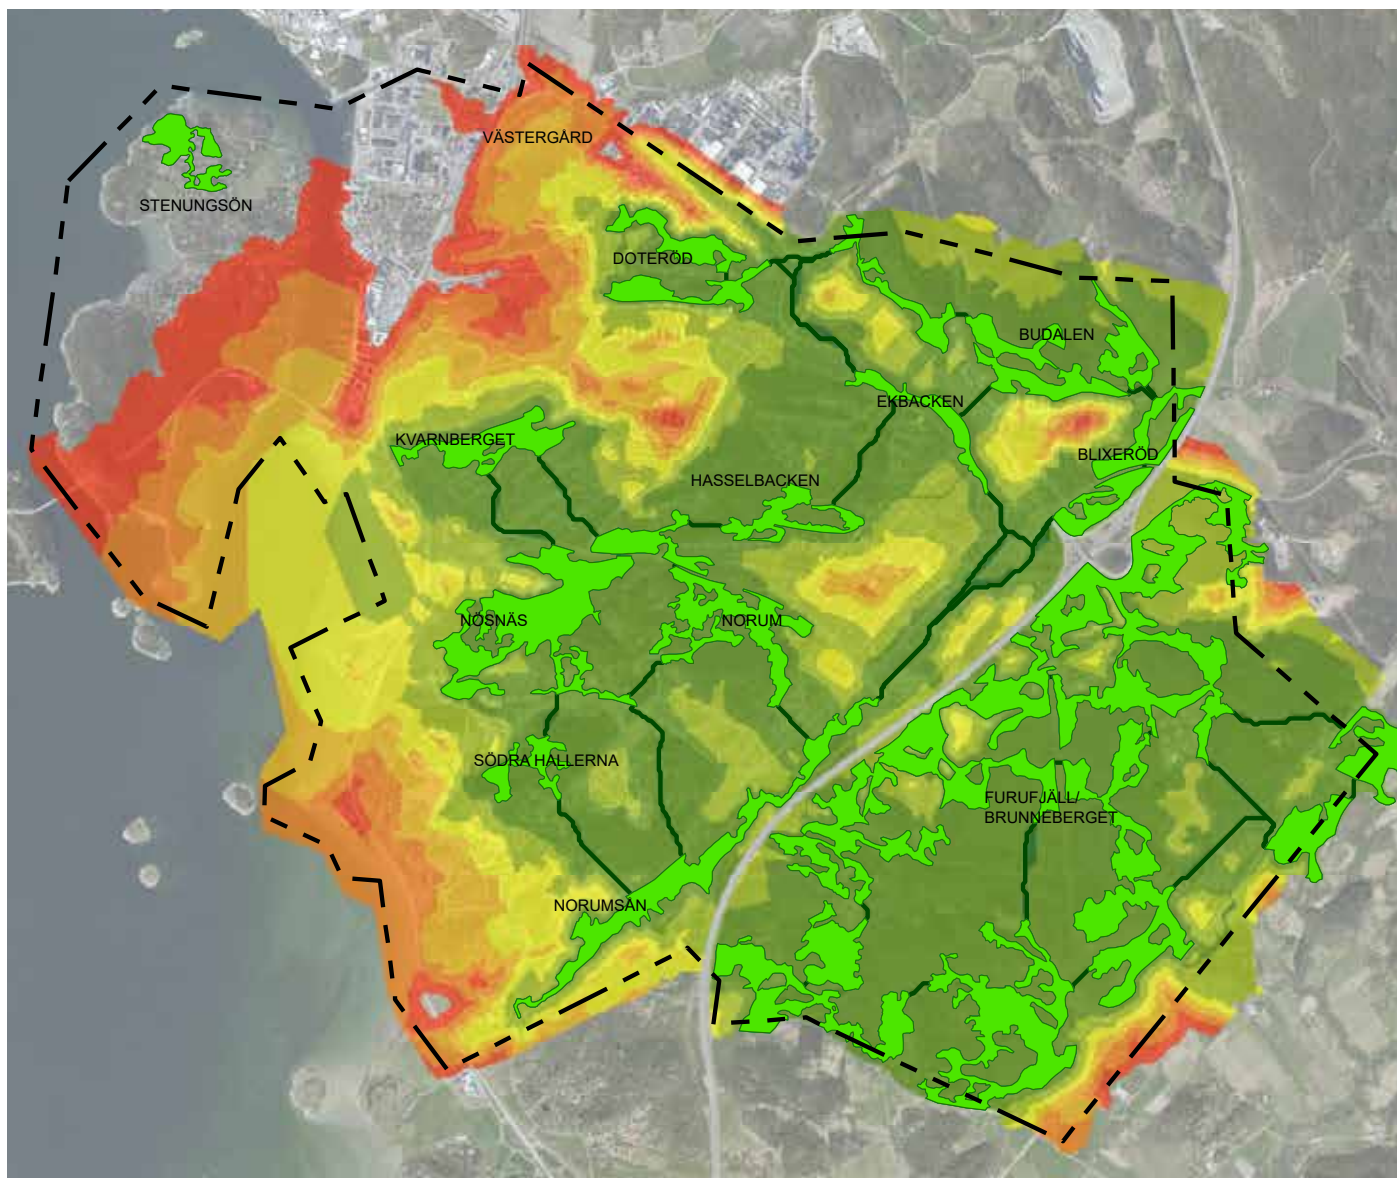 VÄSTERGÅRD
STENUNGSÖN
DOTERÖD
BUDALEN
EKBACKEN
KVARNBERGET
BLIXERÖD
HASSELBACKEN
NÖSNÄS
NORUM
SÖDRA HALLERNA
FURUFJÄLL/
BRUNNEBERGET
NORUMSÅN